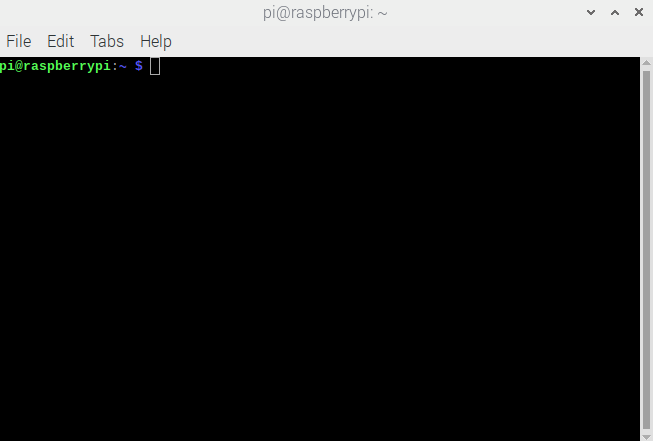 pi@raspberrypi: ~
File Edit Tabs Help
pi@raspberrypi:~ $